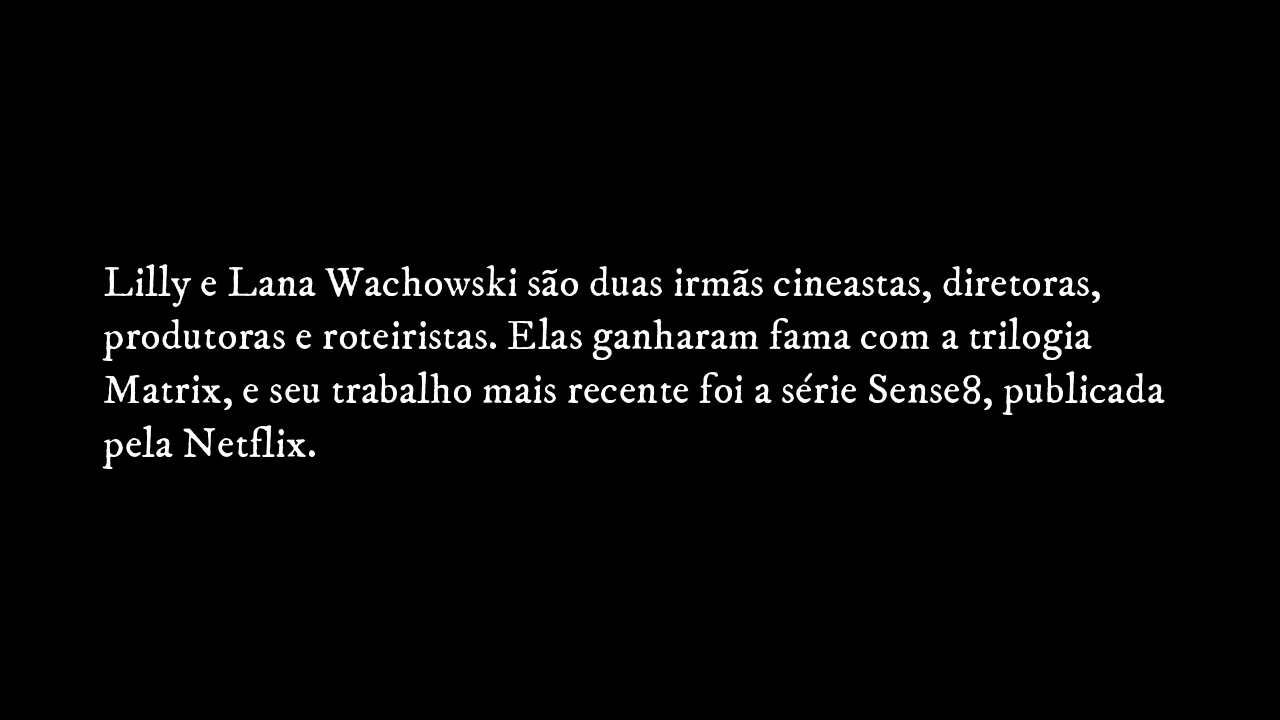 Lilly e Lana Wachowski são duas irmãs cineastas, diretoras,
produtoras e roteiristas. Elas ganharam fama com a trilogia
Matrix, e seu trabalho mais recente foi a série Sense8, publicada
pela Netflix.